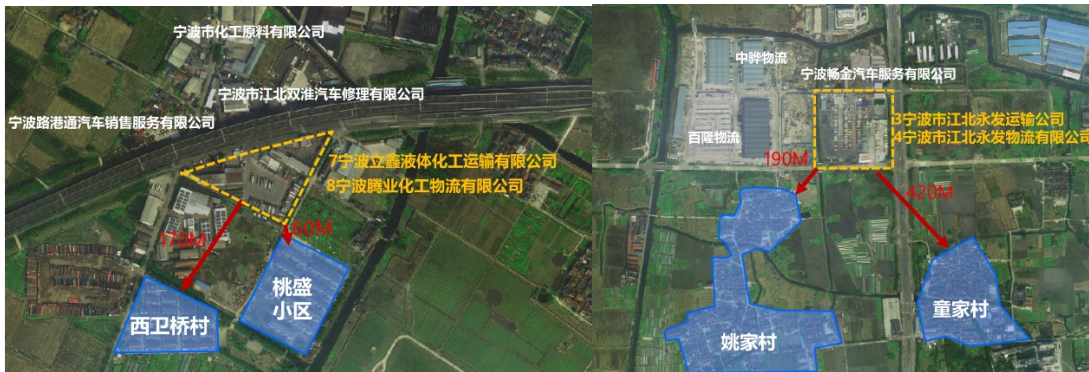 宁波市化工原料有限公司
宁波市江北双淮汽车修理有限公司
宁波路港通汽车销售服务有限公司
7宁波立鑫液体化工运输有限公司
8宁波腾业化工物流有限公司
170M
60M
桃盛
小区
西卫桥村
中骅物流
宁波畅金汽车服务有限公司
3宁波市江北永发运输公司
4宁波市江北永发物流有限公司
百隆物流
190M
420M
姚家村
童家村